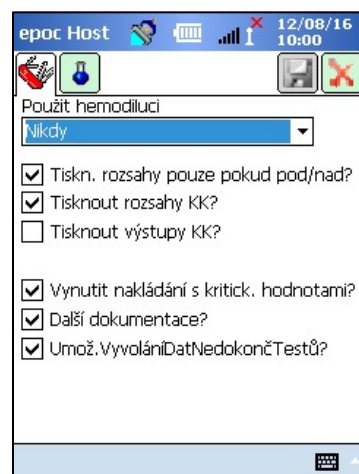 epoc Host
12/08/16
10:00
Použít hemodiluci
Nikdy
Tiskn. rozsahy pouze pokud pod/nad?
Tisknout rozsahy KK?
Tisknout výstupy KK?
Vynutit nakládání s kritick. hodnotami?
Další dokumentace?
Umož.VyvoláníDatNedokončTestů?